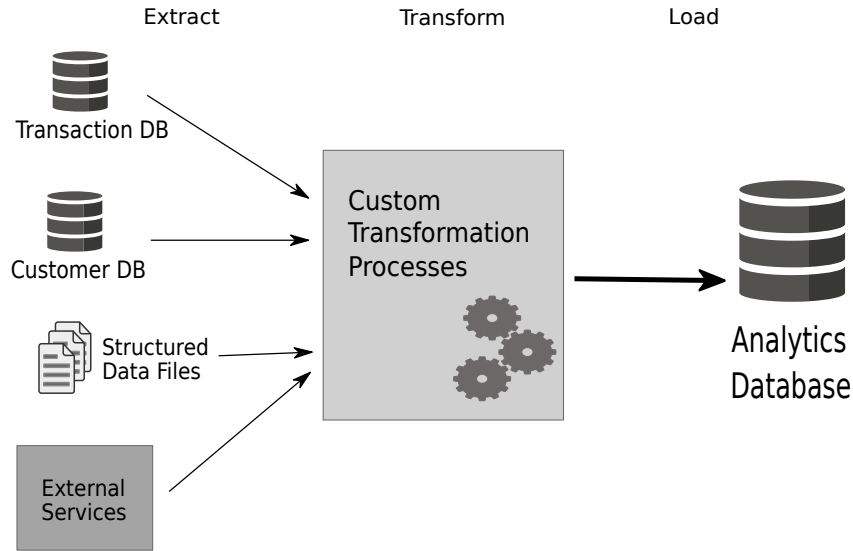 Extract
Transform
Load
Transaction DB
Customer DB
Structured
Data Files
External
Services
Custom
Transformation
Processes
Analytics
Database